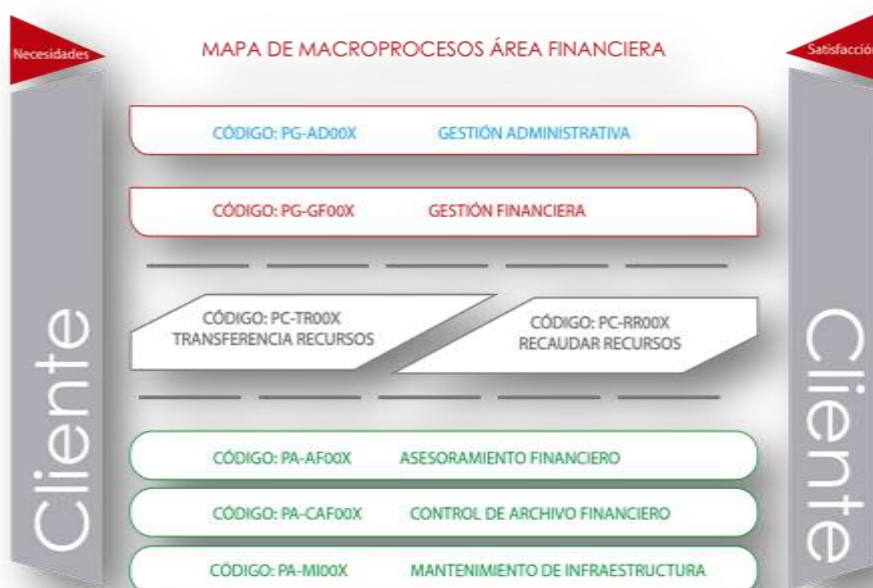 Necesidades
MAPA DE MACROPROCESOS ÁREA FINANCIERA
Satisfacción
CÓDIGO: PG-AD00X GESTIÓN ADMINISTRATIVA
CÓDIGO: PG-GF00X GESTIÓN FINANCIERA
CÓDIGO: PC-TR00X
TRANSFERENCIA RECURSOS
CÓDIGO: PC-RR00X
RECAUDAR RECURSOS
CÓDIGO: PA-AF00X ASESORAMIENTO FINANCIERO
CÓDIGO: PA-CAF00X CONTROL DE ARCHIVO FINANCIERO
CÓDIGO: PA-MI00X MANTENIMIENTO DE INFRAESTRUCTURA
Cliente
Cliente